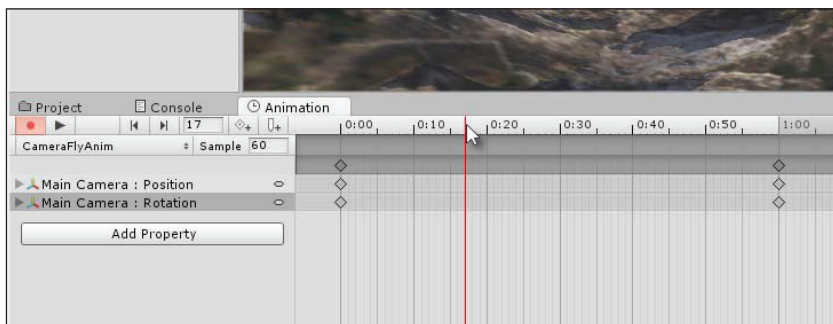 Project Console Animation
17 0:00 0:10 0:20 0:30 0:40 0:50 1:00
CameraFlyAnim Sample 60
Main Camera : Position
Main Camera : Rotation
Add Property